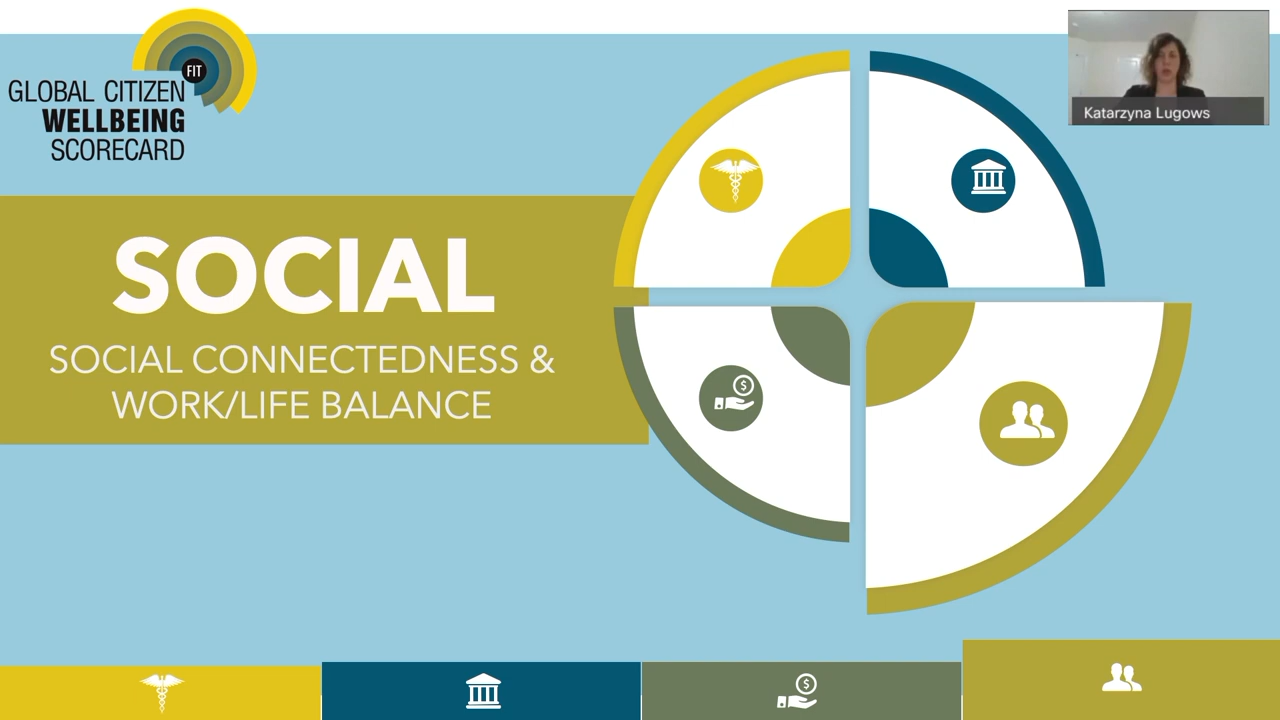 FIT
GLOBAL CITIZEN
WELLBEING
SCORECARD
Katarzyna Lugows
SOCIAL
SOCIAL CONNECTEDNESS &
WORK/LIFE BALANCE
$
$